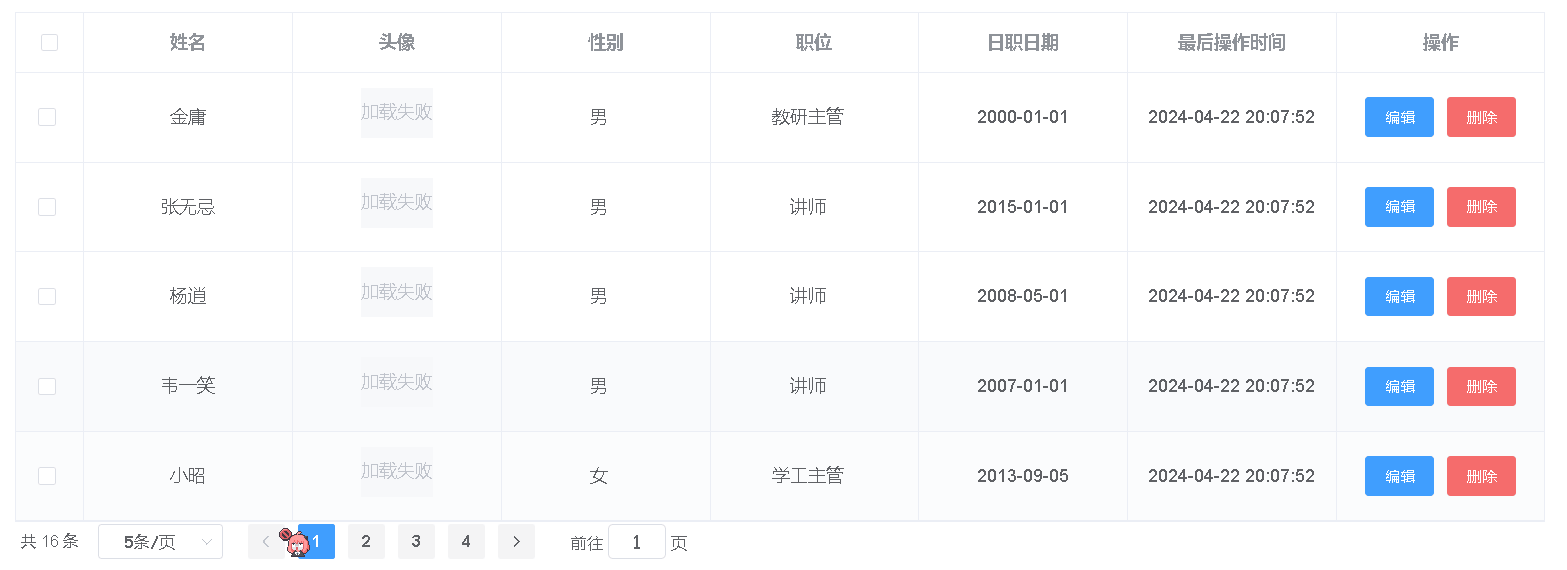 姓名 头像 性别 职位 日职日期 最后操作时间 操作
金庸 加载失败 男 教研主管 2000-01-01 2024-04-22 20:07:52 编辑 删除
张无忌 加载失败 男 讲师 2015-01-01 2024-04-22 20:07:52 编辑 删除
杨逍 加载失败 男 讲师 2008-05-01 2024-04-22 20:07:52 编辑 删除
韦一笑 加载失败 男 讲师 2007-01-01 2024-04-22 20:07:52 编辑 删除
小昭 加载失败 女 学工主管 2013-09-05 2024-04-22 20:07:52 编辑 删除
共 16 条 5条/页 1 2 3 4 前往 1 页